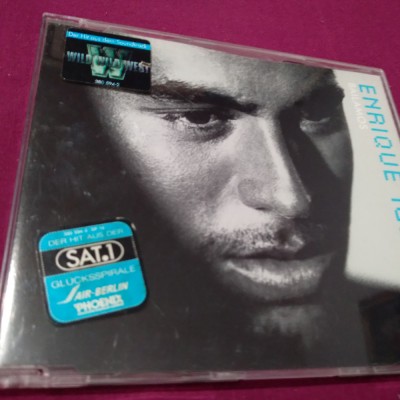 Der Hit aus dem Soundtrack
WILD WILD WEST
ENRIQUE IG
DER HIT AUS DER
SAT.1
GLÜCKSSPIRALE
AIR-BERLIN
PHOENIX